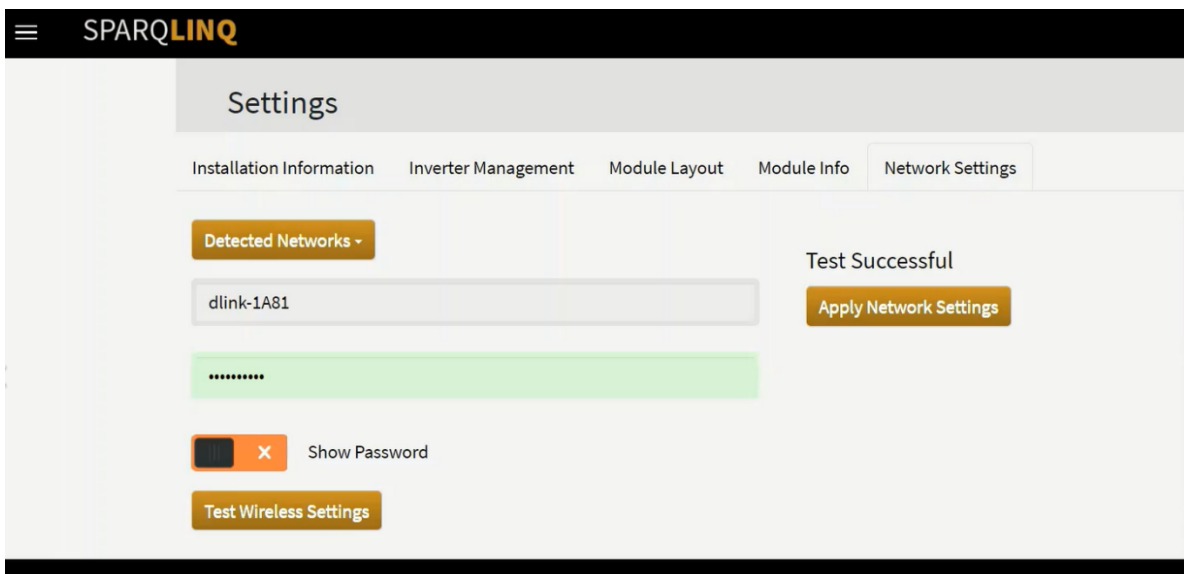 SPARQLINQ
Settings
Installation Information Inverter Management Module Layout Module Info Network Settings
Detected Networks
Test Successful
dlink-1A81
Apply Network Settings
••••••••••
Show Password
Test Wireless Settings